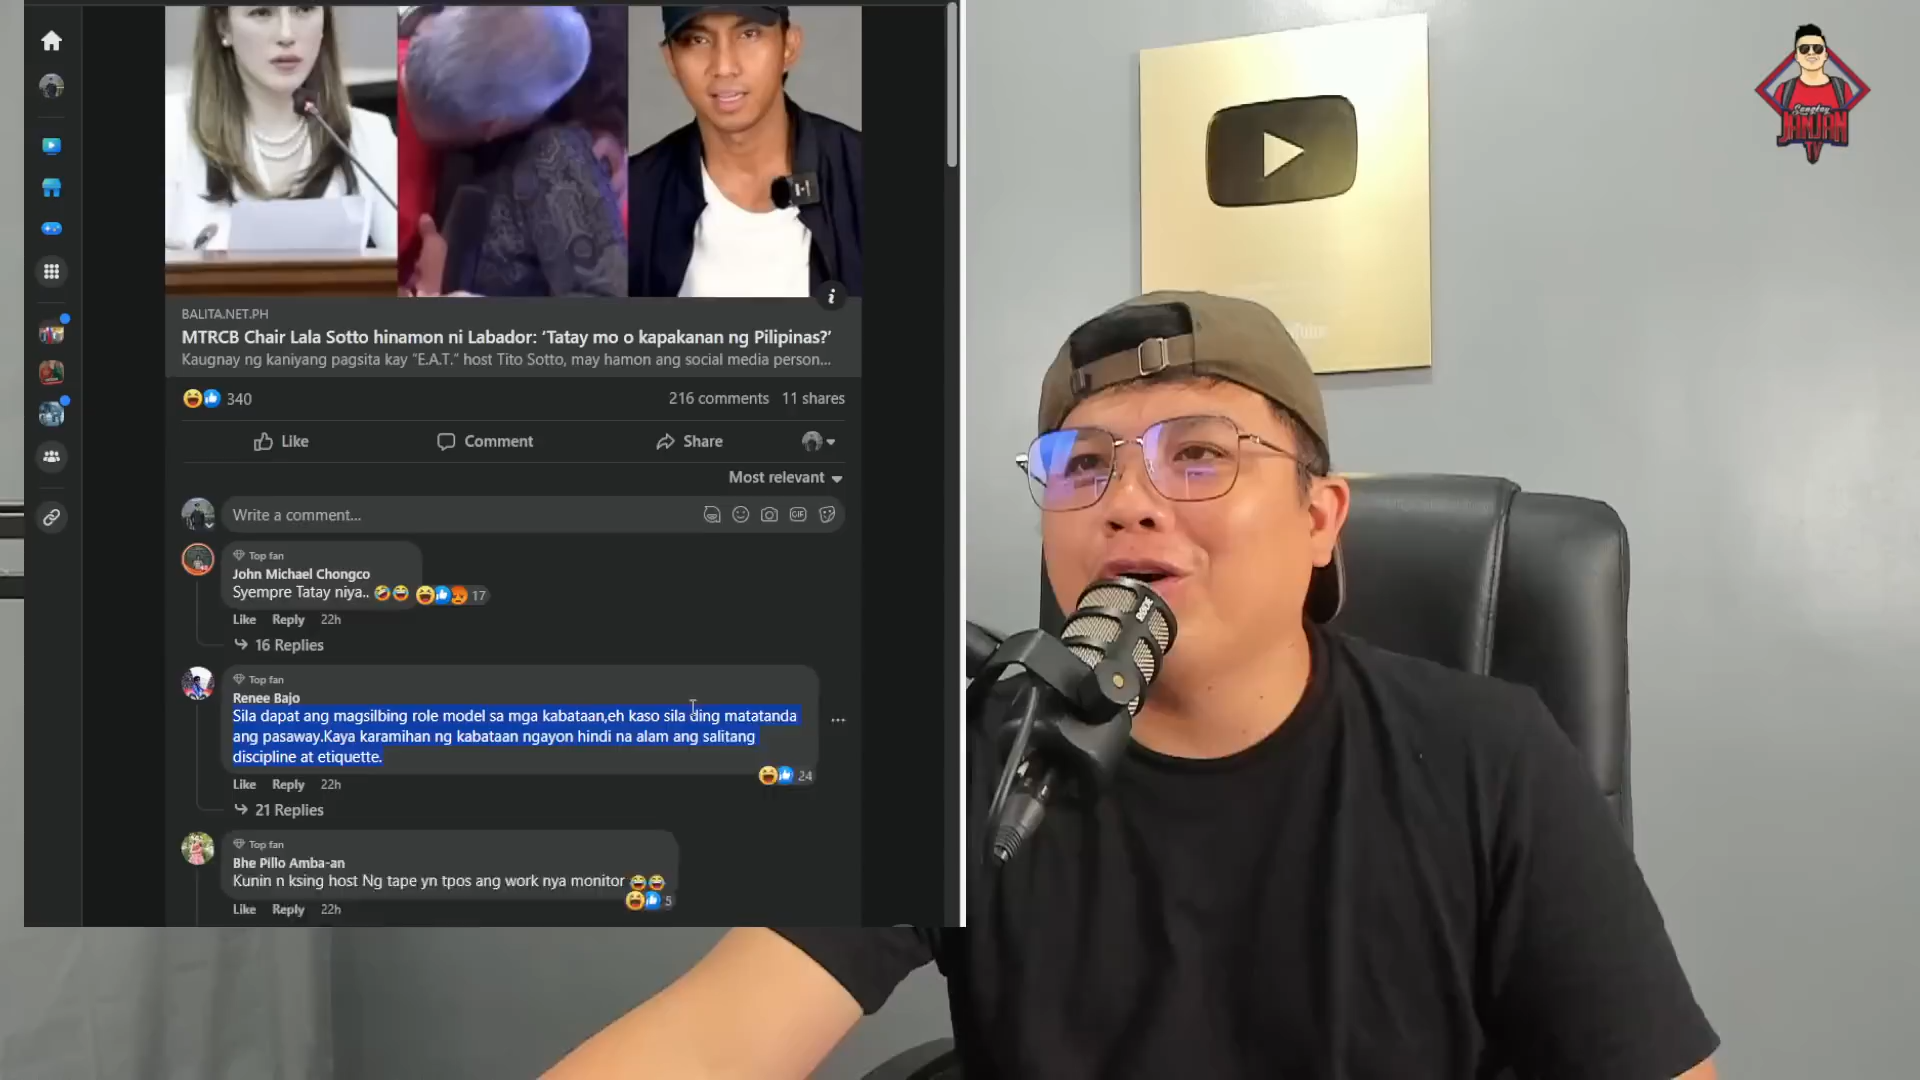 BALITA.NET.PH
MTRCB Chair Lala Sotto hinamon ni Labador: ‘Tatay mo o kapakanan ng Pilipinas?’
Kaugnay ng kaniyang pagsita kay “E.A.T.” host Tito Sotto, may hamon ang social media person...
340
216 comments 11 shares
Like Comment Share
Most relevant
Write a comment...
GIF
Top fan
John Michael Chongco
Syempre Tatay niya.. 🤣😂
17
Like Reply 22h
16 Replies
Top fan
Renee Bajo
Sila dapat ang magsilbing role model sa mga kabataan,eh kaso sila ding matatanda
ang pasaway.Kaya karamihan ng kabataan ngayon hindi na alam ang salitang
discipline at etiquette.
24
Like Reply 22h
21 Replies
Top fan
Bhe Pillo Amba-an
Kunin n ksing host Ng tape yn tpos ang work nya monitor 😂😂
5
Like Reply 22h
Sangkay
JANJAN
TV
RODE